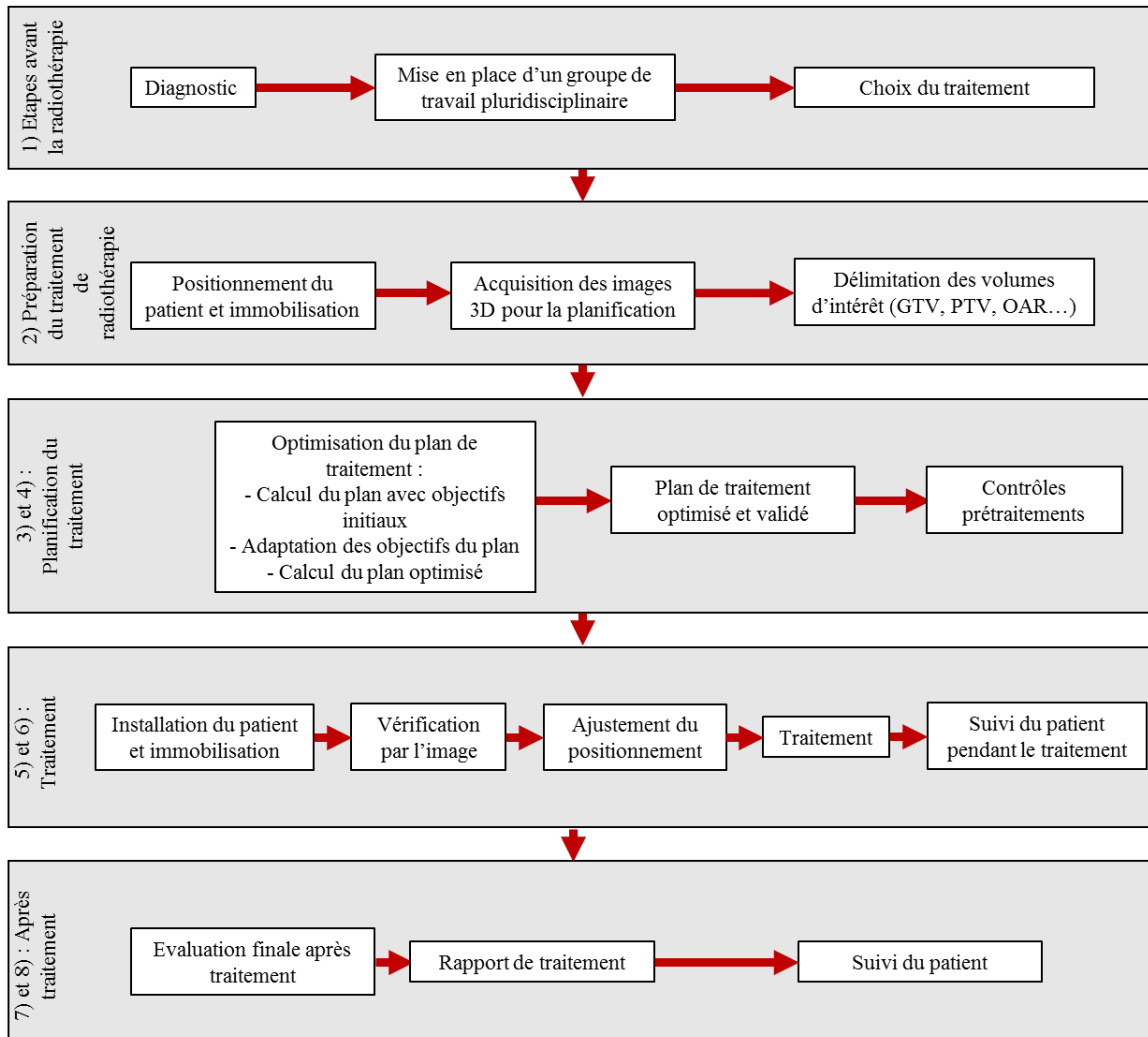 1) Etapes avant
la radiothérapie
Diagnostic
Mise en place d’un groupe de
travail pluridisciplinaire
Choix du traitement
2) Préparation
du traitement
de
radiothérapie
Positionnement du
patient et immobilisation
Acquisition des images
3D pour la planification
Délimitation des volumes
d’intérêt (GTV, PTV, OAR…)
3) et 4) :
Planification du
traitement
Optimisation du plan de
traitement :
- Calcul du plan avec objectifs
initiaux
- Adaptation des objectifs du plan
- Calcul du plan optimisé
Plan de traitement
optimisé et validé
Contrôles
prétraitements
5) et 6) :
Traitement
Installation du patient
et immobilisation
Vérification
par l’image
Ajustement du
positionnement
Traitement
Suivi du patient
pendant le traitement
7) et 8) : Après
traitement
Evaluation finale après
traitement
Rapport de traitement
Suivi du patient